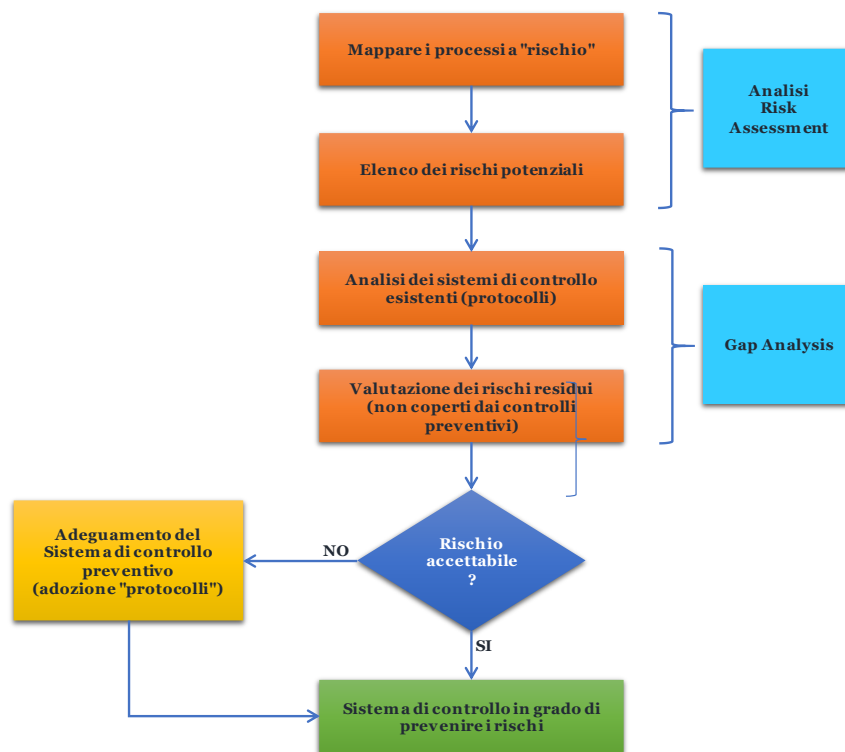 Mappare i processi a "rischio"
Analisi
Risk
Assessment
Elenco dei rischi potenziali
Analisi dei sistemi di controllo
esistenti (protocolli)
Gap Analysis
Valutazione dei rischi residui
(non coperti dai controlli
preventivi)
Adeguamento del
Sistema di controllo
preventivo
(adozione "protocolli")
NO
Rischio
accettabile
?
SI
Sistema di controllo in grado di
prevenire i rischi